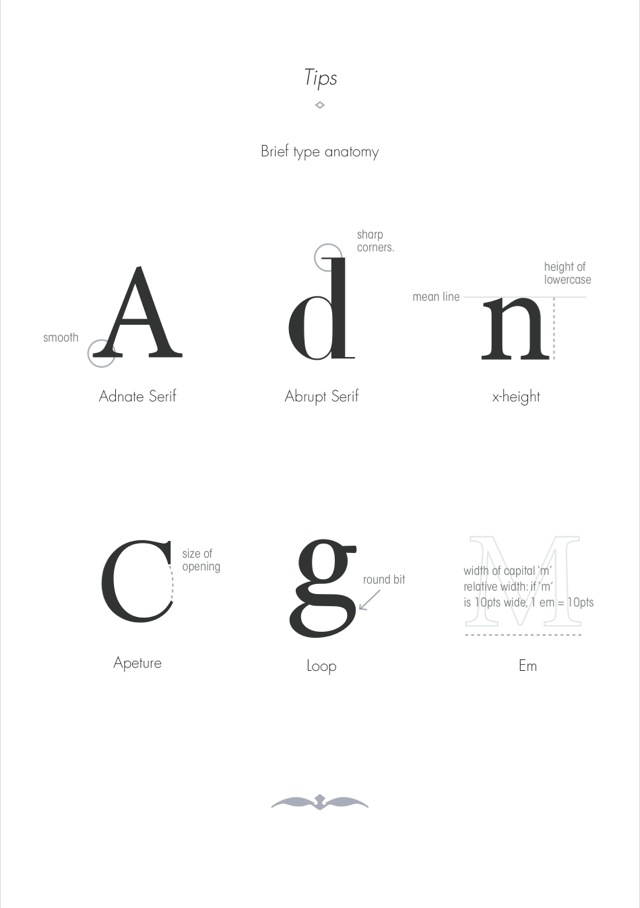 Tips
Brief type anatomy
A
smooth
Adnate Serif
d
sharp
corners.
Abrupt Serif
n
mean line
height of
lowercase
x-height
C
size of
opening
Apeture
g
round bit
Loop
M
width of capital 'm'
relative width: if 'm'
is 10pts wide, 1 em = 10pts
Em